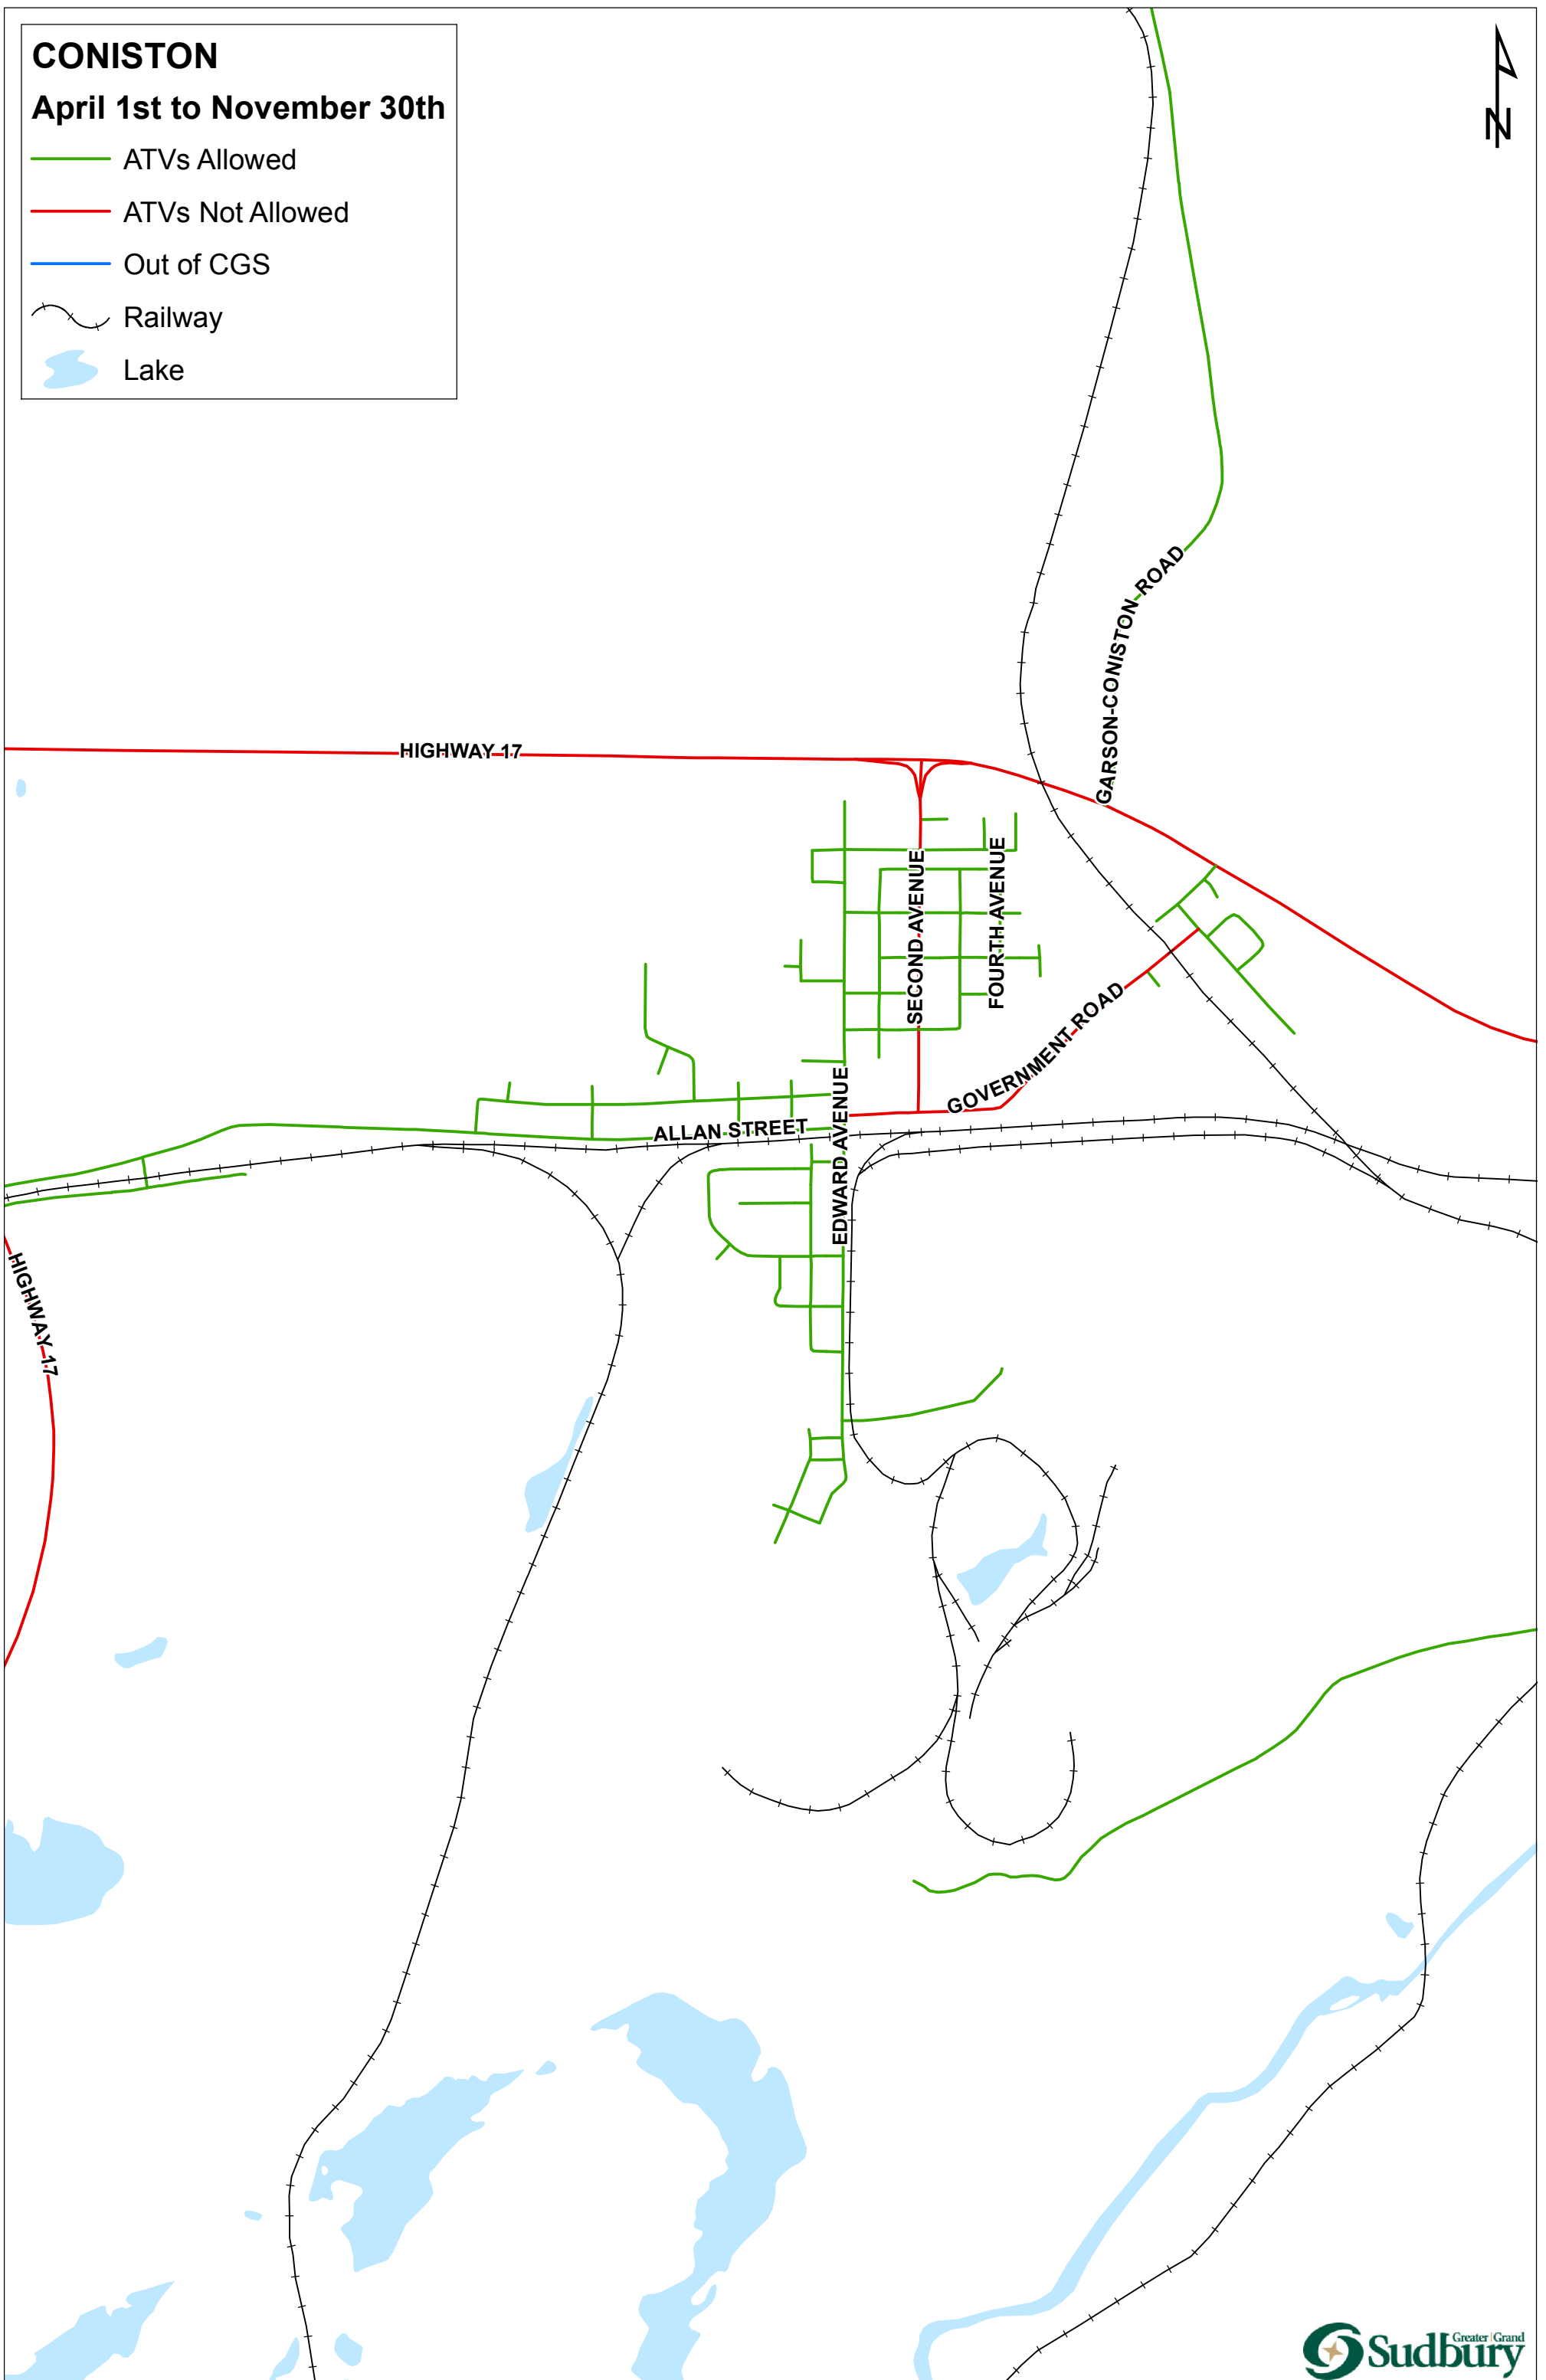 CONISTON
April 1st to November 30th
ATVs Allowed
ATVs Not Allowed
Out of CGS
Railway
Lake
N
GARSON-CONISTON ROAD
HIGHWAY 17
SECOND AVENUE
FOURTH AVENUE
GOVERNMENT ROAD
ALLAN STREET
EDWARD AVENUE
HIGHWAY 17
Greater | Grand
Sudbury